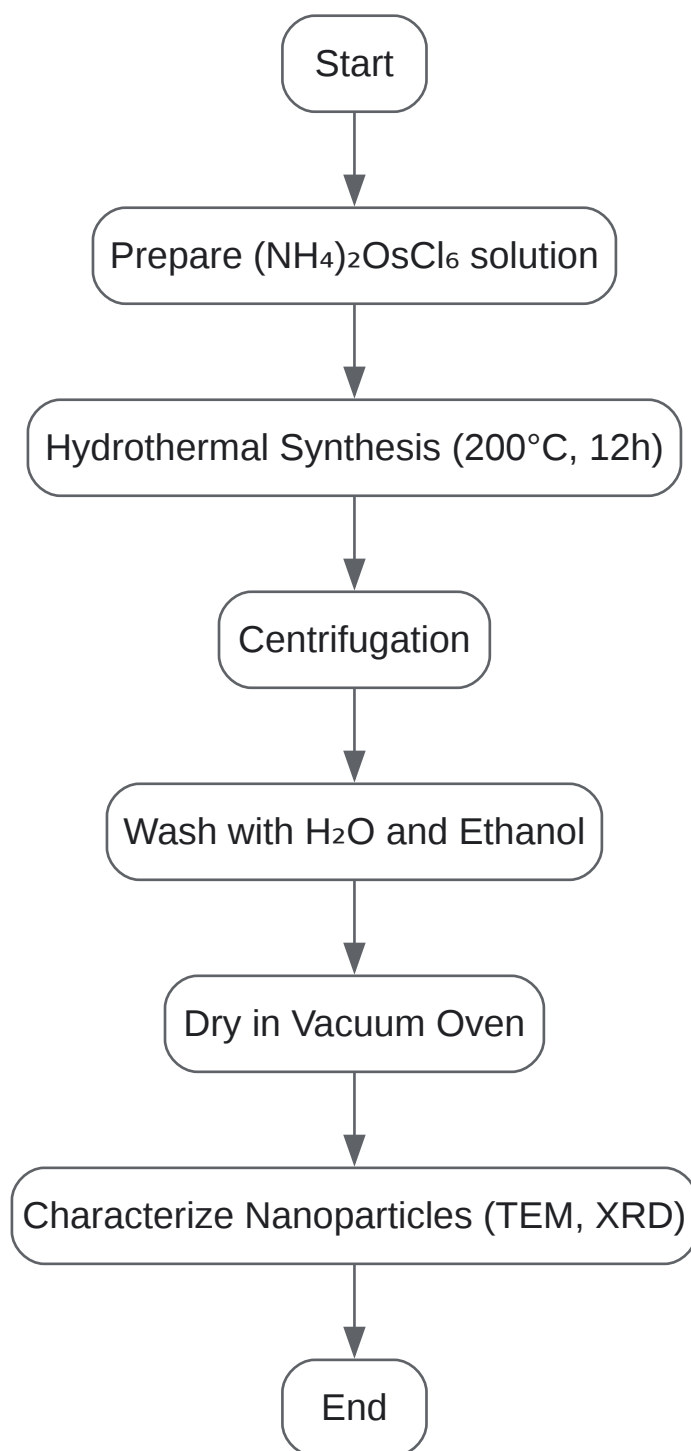 Start
Prepare (NH₄)₂OsCl₆ solution
Hydrothermal Synthesis (200°C, 12h)
Centrifugation
Wash with H₂O and Ethanol
Dry in Vacuum Oven
Characterize Nanoparticles (TEM, XRD)
End